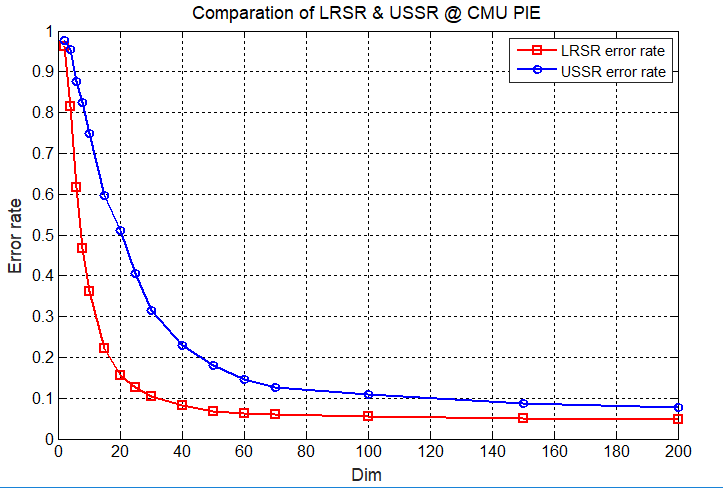 Comparation of LRSR & USSR @ CMU PIE
LRSR error rate
USSR error rate
Error rate
1
0.9
0.8
0.7
0.6
0.5
0.4
0.3
0.2
0.1
0
0 20 40 60 80 100 120 140 160 180 200
Dim